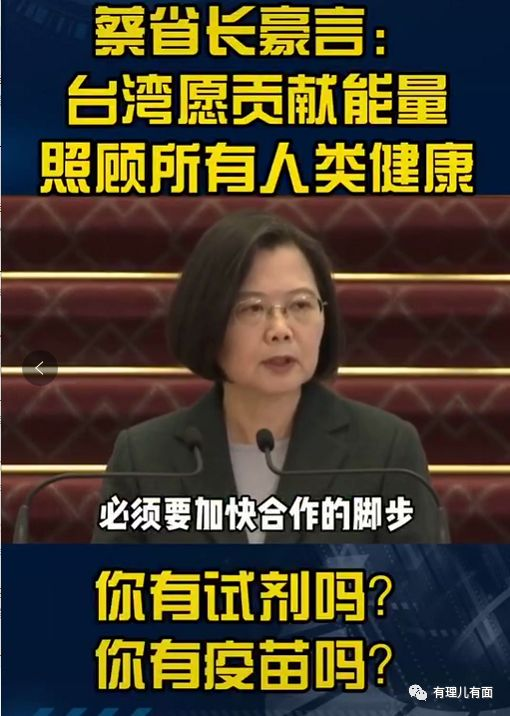 蔡省长豪言：
台湾愿贡献能量
照顾所有人类健康
必须要加快合作的脚步
你有试剂吗？
你有疫苗吗？
有理儿有面